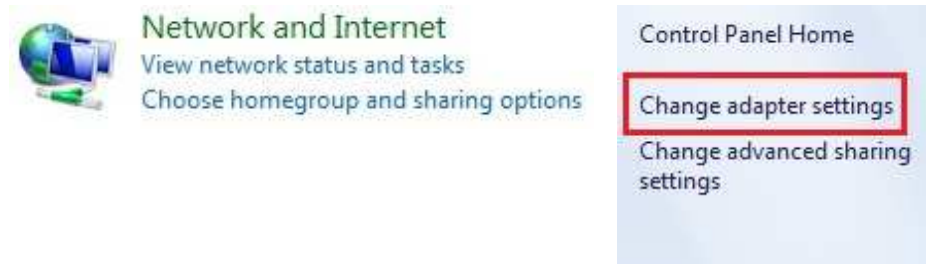 Network and Internet
View network status and tasks
Choose homegroup and sharing options
Control Panel Home
Change adapter settings
Change advanced sharing
settings